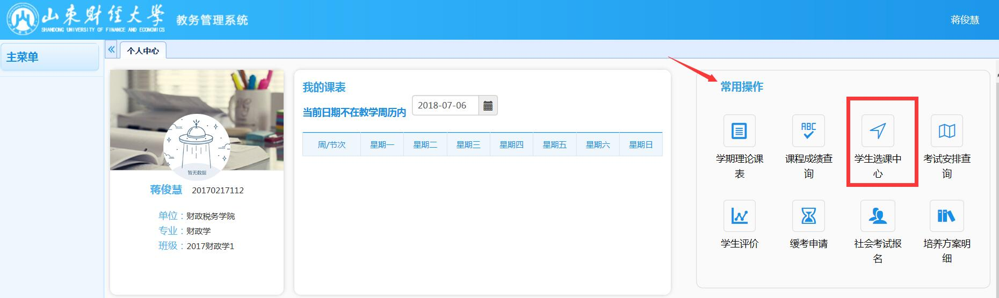 山东财经大学
SHANDONG UNIVERSITY OF FINANCE AND ECONOMICS
教务管理系统
蒋俊慧
主菜单
个人中心
暂无数据
蒋俊慧 20170217112
单位：财政税务学院
专业：财政学
班级：2017财政学1
我的课表
当前日期不在教学周历内 2018-07-06
周/节次 星期一 星期二 星期三 星期四 星期五 星期六 星期日
常用操作
学期理论课
表
ABC
课程成绩查
询
学生选课中
心
考试安排查
询
学生评价
缓考申请
社会考试报
名
培养方案明
细